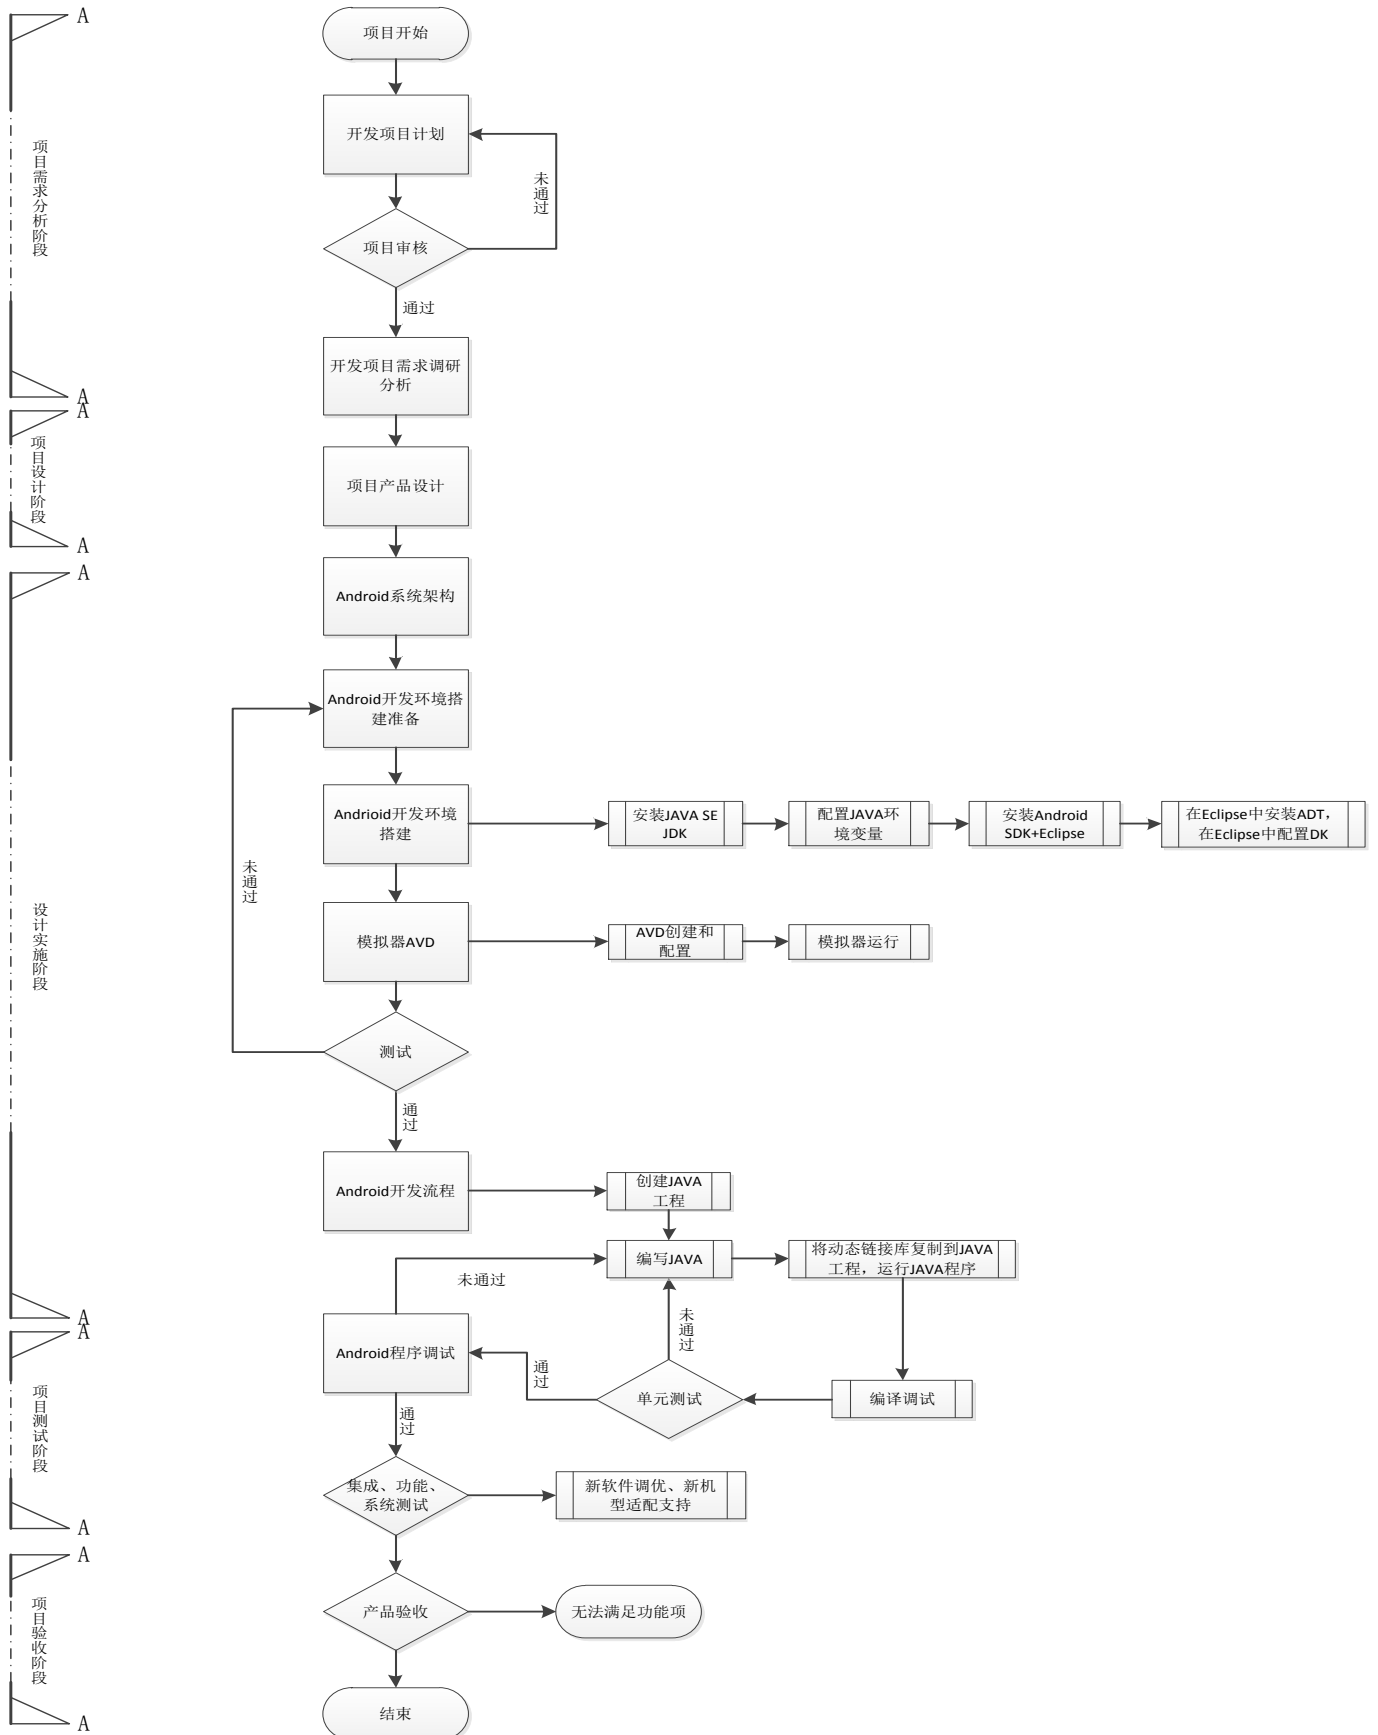 A
项目开始
开发项目计划
未通过
项目需求分析阶段
项目审核
通过
开发项目需求调研
分析
A
A
项目设计阶段
项目产品设计
A
A
Android系统架构
Android开发环境搭
建准备
Andrioid开发环境
搭建
安装JAVA SE
JDK
配置JAVA环
境变量
安装Android
SDK+Eclipse
在Eclipse中安装ADT，
在Eclipse中配置DK
未通过
设计实施阶段
模拟器AVD
AVD创建和
配置
模拟器运行
测试
通过
Android开发流程
创建JAVA
工程
编写JAVA
将动态链接库复制到JAVA
工程，运行JAVA程序
未通过
A
A
未通过
Android程序调试
通过
单元测试
编译调试
项目测试阶段
通过
集成、功能、
系统测试
新软件调优、新机
型适配支持
A
A
项目验收阶段
产品验收
无法满足功能项
结束
A